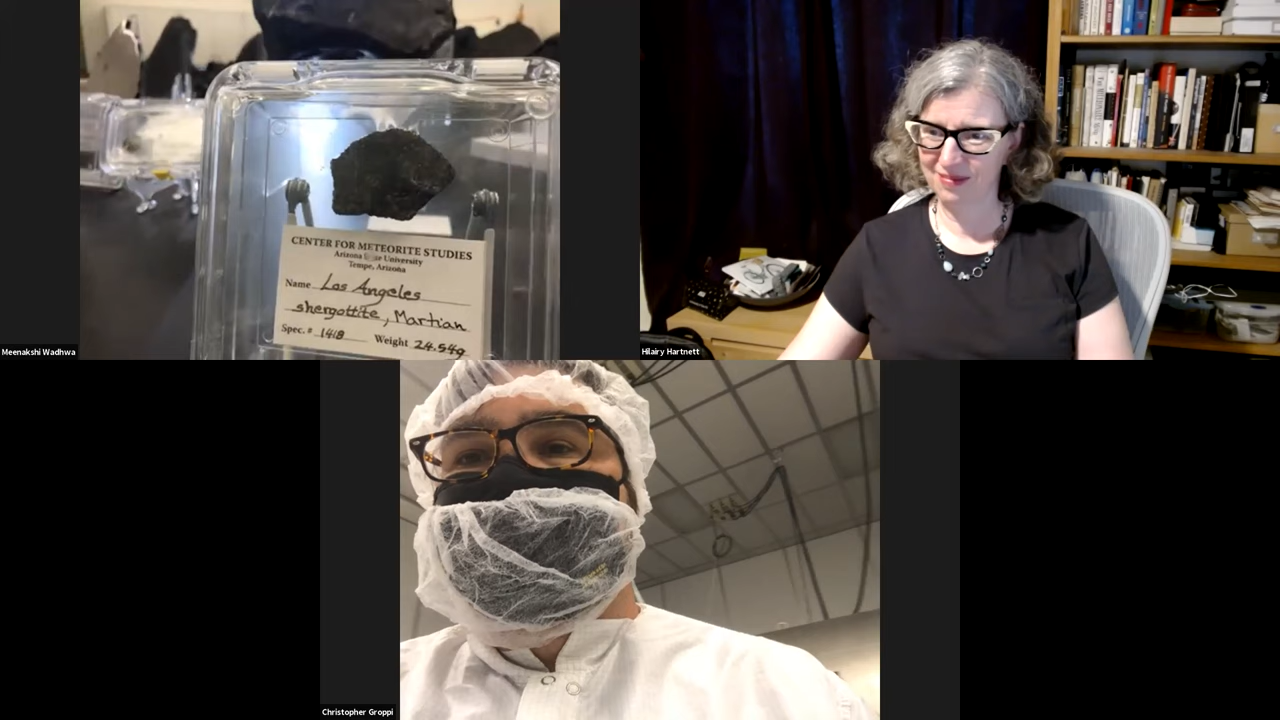 CENTER FOR METEORITE STUDIES
Arizona State University
Tempe, Arizona
Name Los Angeles
shergottite, Martian
Spec. # 1418 Weight 24.54g
Meenakshi Wadhwa
Hilairy Hartnett
Christopher Groppi